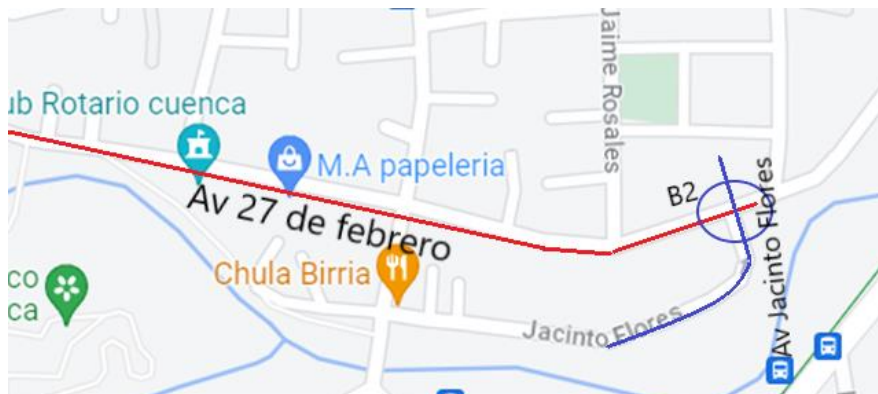 Jaime Rosales
ub Rotario cuenca
M.A papeleria
B2
Av 27 de febrero
Av Jacinto Flores
Chula Birria
co
ca
Jacinto Flores